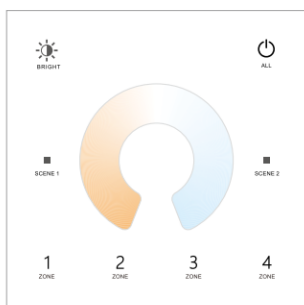 BRIGHT
ALL
SCENE 1
SCENE 2
1 2 3 4
ZONE ZONE ZONE ZONE